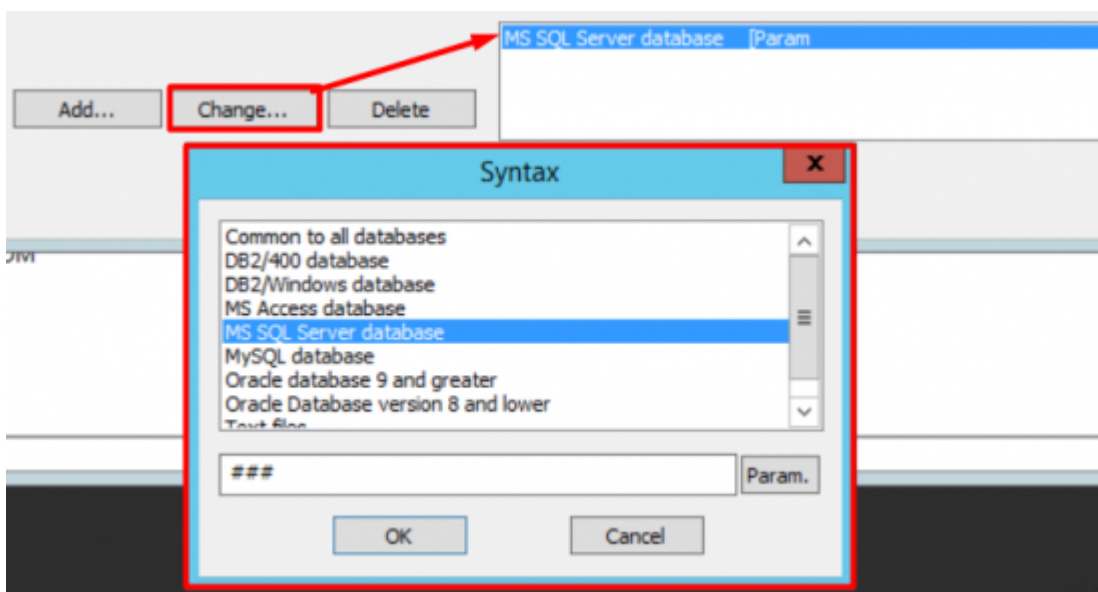 MS SQL Server database [Param
Add...
Change...
Delete
Syntax
X
Common to all databases
DB2/400 database
DB2/Windows database
MS Access database
MS SQL Server database
MySQL database
Oracle database 9 and greater
Oracle Database version 8 and lower
Text files
###
Param.
OK
Cancel